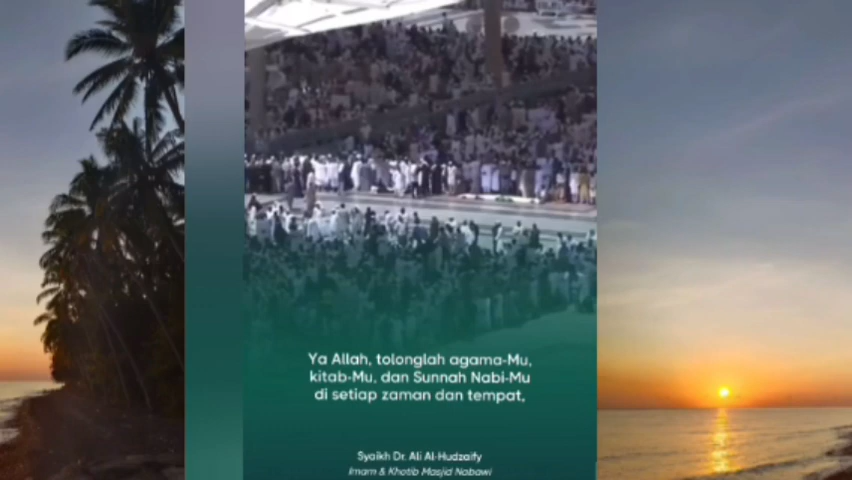 Ya Allah, tolonglah agama-Mu,
kitab-Mu, dan Sunnah Nabi-Mu
di setiap zaman dan tempat,
Syaikh Dr. Ali Al-Hudzaify
Imam & Khatib Masjid Nabawi